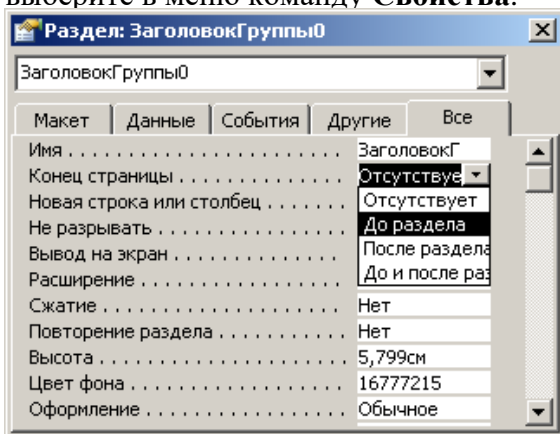 выберите в меню команду Свойства.
Раздел: ЗаголовокГруппы0
ЗаголовокГруппы0
Макет Данные События Другие Все
Имя . . . . . . . . . . . . . . . . . . . . . . . ЗаголовокГ
Конец страницы . . . . . . . . . . . . . . Отсутствуе
Новая строка или столбец . . . . . . . Отсутствует
Не разрывать . . . . . . . . . . . . . . . . До раздела
Вывод на экран . . . . . . . . . . . . . . После раздела
Расширение . . . . . . . . . . . . . . . . . До и после раз
Сжатие . . . . . . . . . . . . . . . . . . . . Нет
Повторение раздела . . . . . . . . . . . Нет
Высота . . . . . . . . . . . . . . . . . . . . 5,799см
Цвет фона . . . . . . . . . . . . . . . . . . 16777215
Оформление . . . . . . . . . . . . . . . . . Обычное